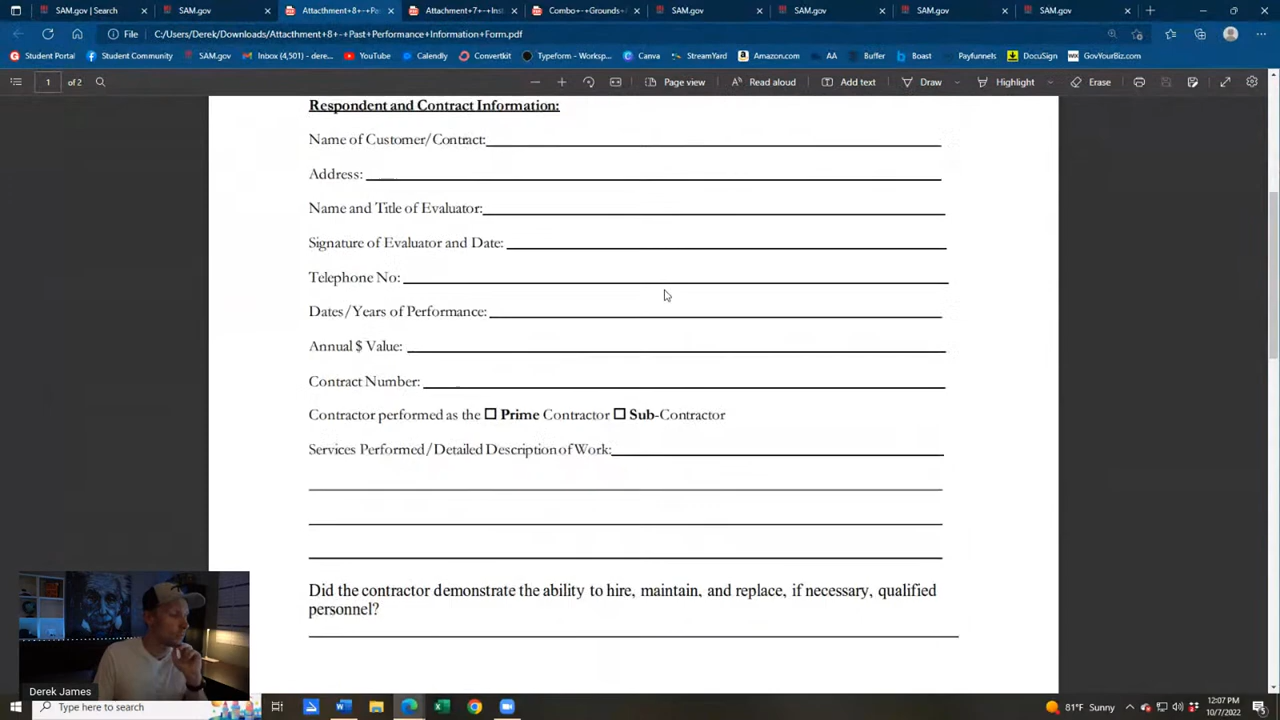 SAM.gov | Search
SAM.gov
Attacthment+8+-+Pas
Attachment+7+-+Inst
Combo+-+Grounds+
SAM.gov
SAM.gov
SAM.gov
SAM.gov
File
C:/Users/Derek/Downloads/Attacthment+8+-+Past+Performance+Information+Form.pdf
Student Portal
Student Community
SAM.gov
Inbox (4,501) - dere...
YouTube
Calendly
Convertkit
Typeform - Worksp...
Canva
StreamYard
Amazon.com
AA
Buffer
Boast
Payfunnels
DocuSign
GovYourBiz.com
1 of 2
Page view
Read aloud
Add text
Draw
Highlight
Erase
Respondent and Contract Information:
Name of Customer/Contract:
Address:
Name and Title of Evaluator:
Signature of Evaluator and Date:
Telephone No:
Dates/Years of Performance:
Annual $ Value:
Contract Number:
Contractor performed as the ☐ Prime Contractor ☐ Sub-Contractor
Services Performed/Detailed Description of Work:
Did the contractor demonstrate the ability to hire, maintain, and replace, if necessary, qualified
personnel?
Derek James
Type here to search
81°F Sunny
12:07 PM
10/7/2022